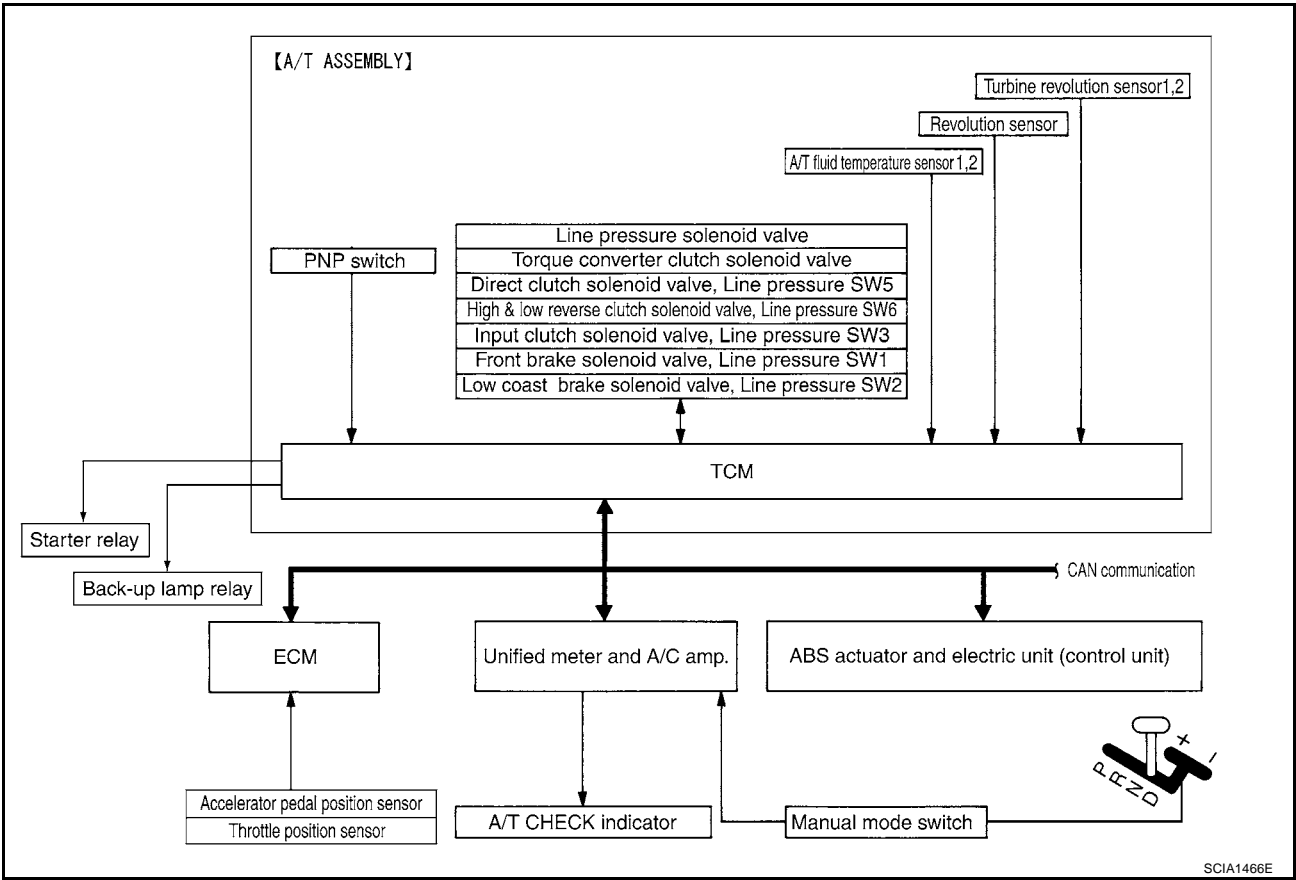 【A/T ASSEMBLY】
Turbine revolution sensor1,2
Revolution sensor
A/T fluid temperature sensor1,2
Line pressure solenoid valve
Torque converter clutch solenoid valve
Direct clutch solenoid valve, Line pressure SW5
High & low reverse clutch solenoid valve, Line pressure SW6
Input clutch solenoid valve, Line pressure SW3
Front brake solenoid valve, Line pressure SW1
Low coast brake solenoid valve, Line pressure SW2
PNP switch
TCM
Starter relay
Back-up lamp relay
CAN communication
ECM
Unified meter and A/C amp.
ABS actuator and electric unit (control unit)
+ −
P R N D
Accelerator pedal position sensor
Throttle position sensor
A/T CHECK indicator
Manual mode switch
SCIA1466E